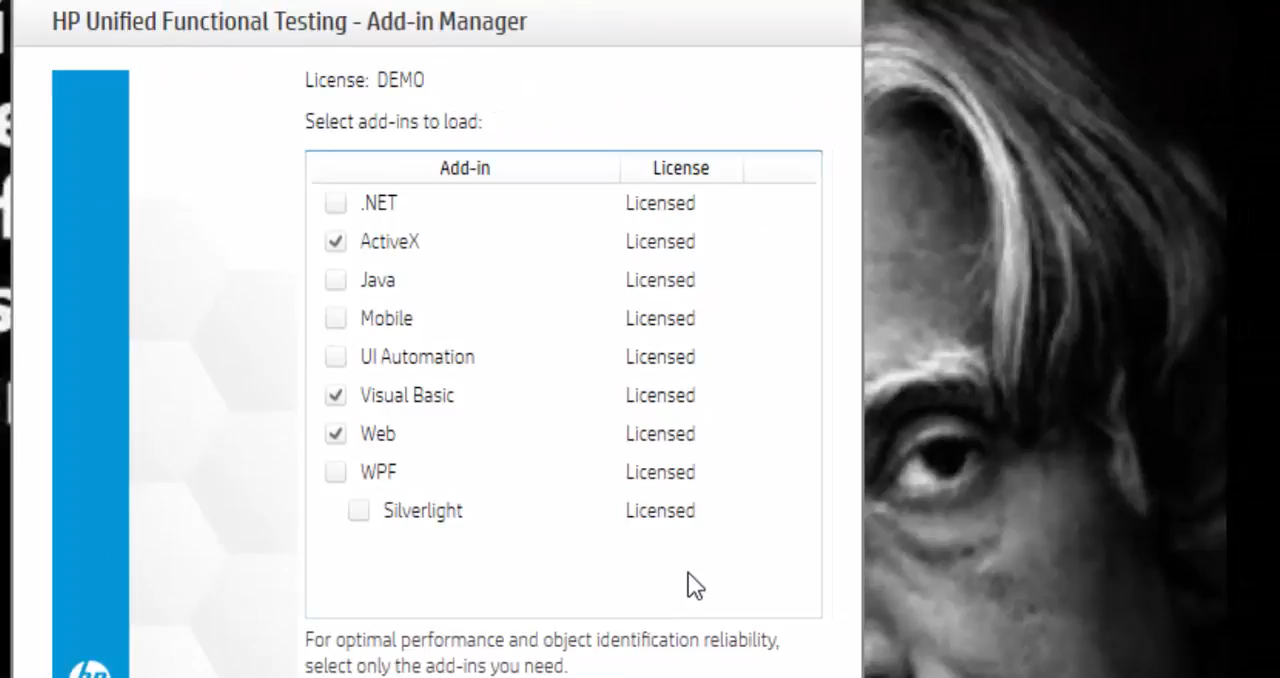 HP Unified Functional Testing - Add-in Manager
License: DEMO
Select add-ins to load:
Add-in License
.NET Licensed
ActiveX Licensed
Java Licensed
Mobile Licensed
UI Automation Licensed
Visual Basic Licensed
Web Licensed
WPF Licensed
Silverlight Licensed
For optimal performance and object identification reliability,
select only the add-ins you need.
hp